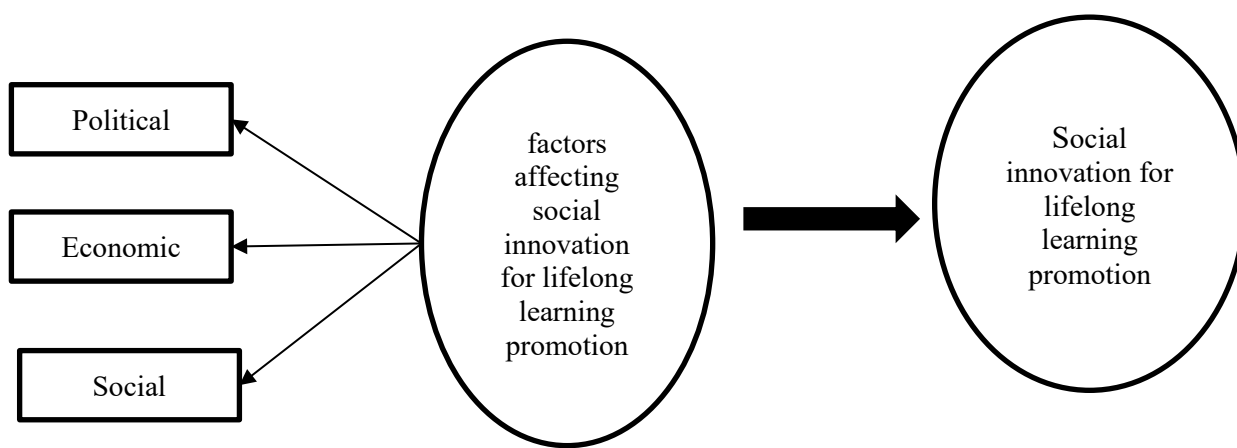 Political
Economic
Social
factors
affecting
social
innovation
for lifelong
learning
promotion
Social
innovation for
lifelong
learning
promotion